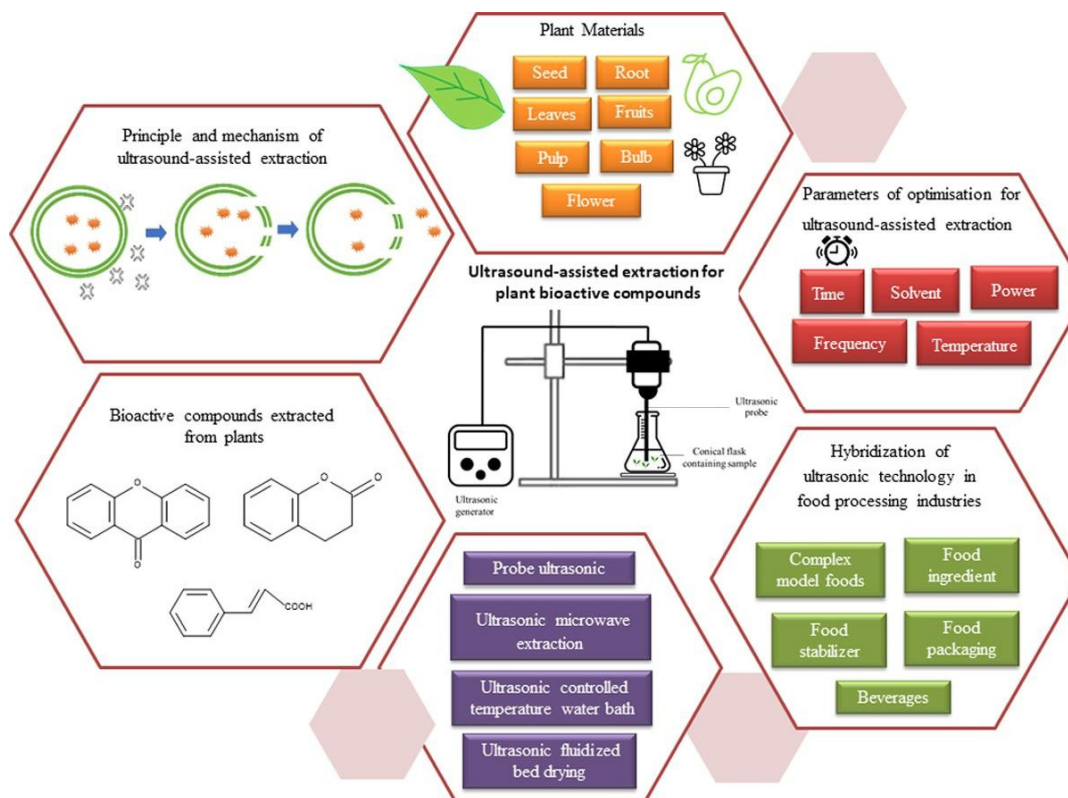 Plant Materials
Seed
Root
Leaves
Fruits
Pulp
Bulb
Flower
Principle and mechanism of
ultrasound-assisted extraction
Parameters of optimisation for
ultrasound-assisted extraction
Time
Solvent
Power
Frequency
Temperature
Ultrasound-assisted extraction for
plant bioactive compounds
Ultrasonic
probe
Conical flask
containing sample
Ultrasonic
generator
Bioactive compounds extracted
from plants
O
O
O
O
COOH
Hybridization of
ultrasonic technology in
food processing industries
Complex
model foods
Food
ingredient
Food
stabilizer
Food
packaging
Beverages
Probe ultrasonic
Ultrasonic microwave
extraction
Ultrasonic controlled
temperature water bath
Ultrasonic fluidized
bed drying